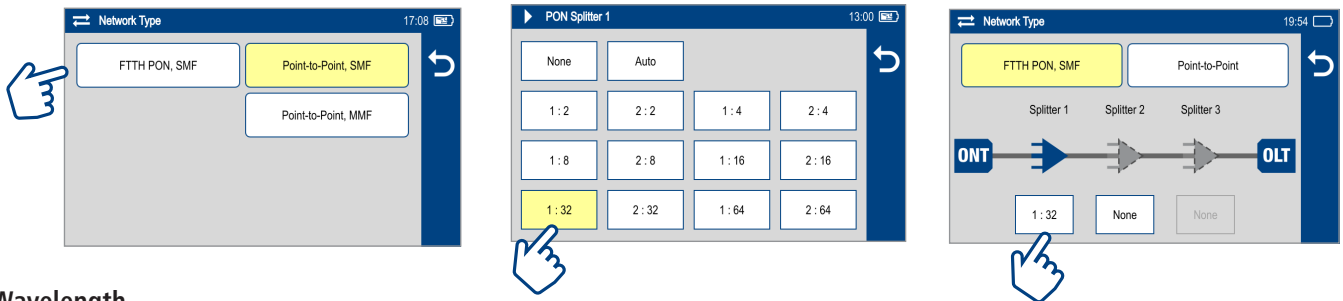 Network Type 17:08
FTTH PON, SMF Point-to-Point, SMF
Point-to-Point, MMF
PON Splitter 1 13:00
None Auto
1 : 2 2 : 2 1 : 4 2 : 4
1 : 8 2 : 8 1 : 16 2 : 16
1 : 32 2 : 32 1 : 64 2 : 64
Network Type 19:54
FTTH PON, SMF Point-to-Point
Splitter 1 Splitter 2 Splitter 3
ONT OLT
1 : 32 None None
Wavelength